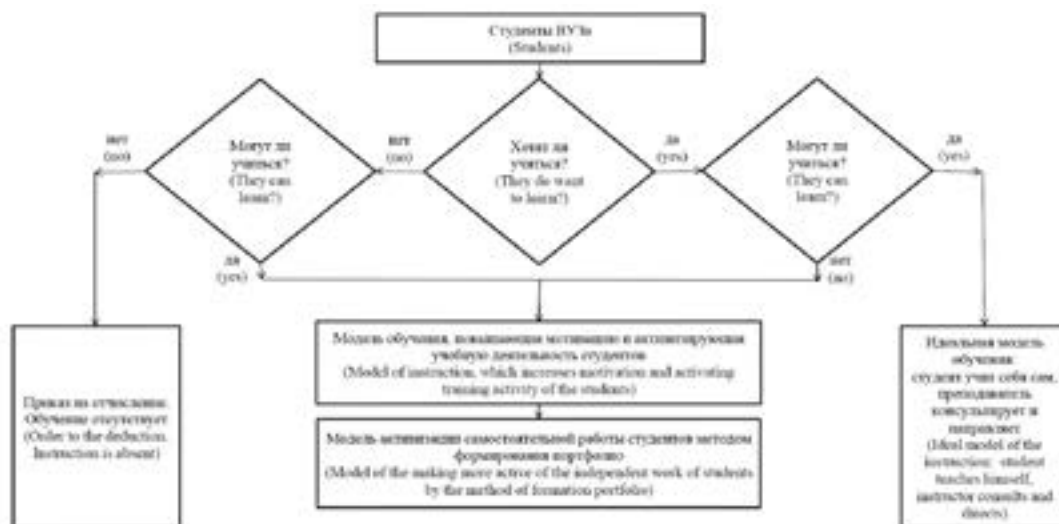 Студенты ВУЗа
(Students)
нет
(no)
Могут ли
учиться?
(They can
learn?)
нет
(no)
Хотят ли
учиться?
(They do want
to learn?)
да
(yes)
Могут ли
учиться?
(They can
learn?)
да
(yes)
да
(yes)
нет
(no)
Приказ на отчисление.
Обучение отсутствует
(Order to the deduction.
Instruction is absent)
Модель обучения, повышающая мотивацию и активизирующая
учебную деятельность студентов
(Model of instruction, which increases motivation and activating
training activity of the students)
Модель активизации самостоятельной работы студентов методом
формирования портфолио
(Model of the making more active of the independent work of students
by the method of formation portfolio)
Идеальная модель
обучения:
студент учит себя сам,
преподаватель
консультирует и
направляет
(Ideal model of the
instruction: student
teaches himself,
instructor consults and
directs)